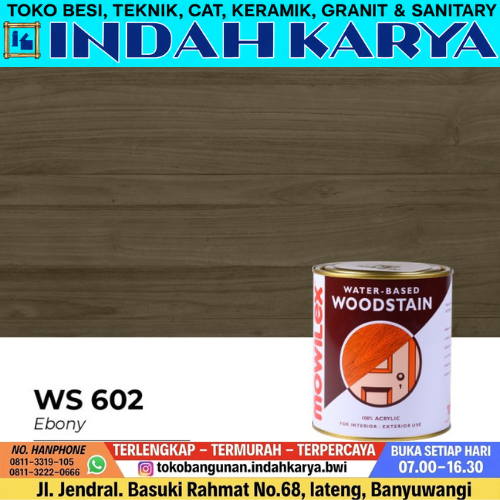 TOKO BESI, TEKNIK, CAT, KERAMIK, GRANIT & SANITARY
INDAH KARYA
WATER-BASED
WOODSTAIN
mowilex
100% ACRYLIC
FOR INTERIOR - EXTERIOR USE
WS 602
Ebony
NO. HANPHONE
0811-3319-105
0811-3222-0666
TERLENGKAP – TERMURAH – TERPERCAYA
tokobangunan.indahkarya.bwi
BUKA SETIAP HARI
07.00-16.30
Jl. Jendral. Basuki Rahmat No.68, lateng, Banyuwangi